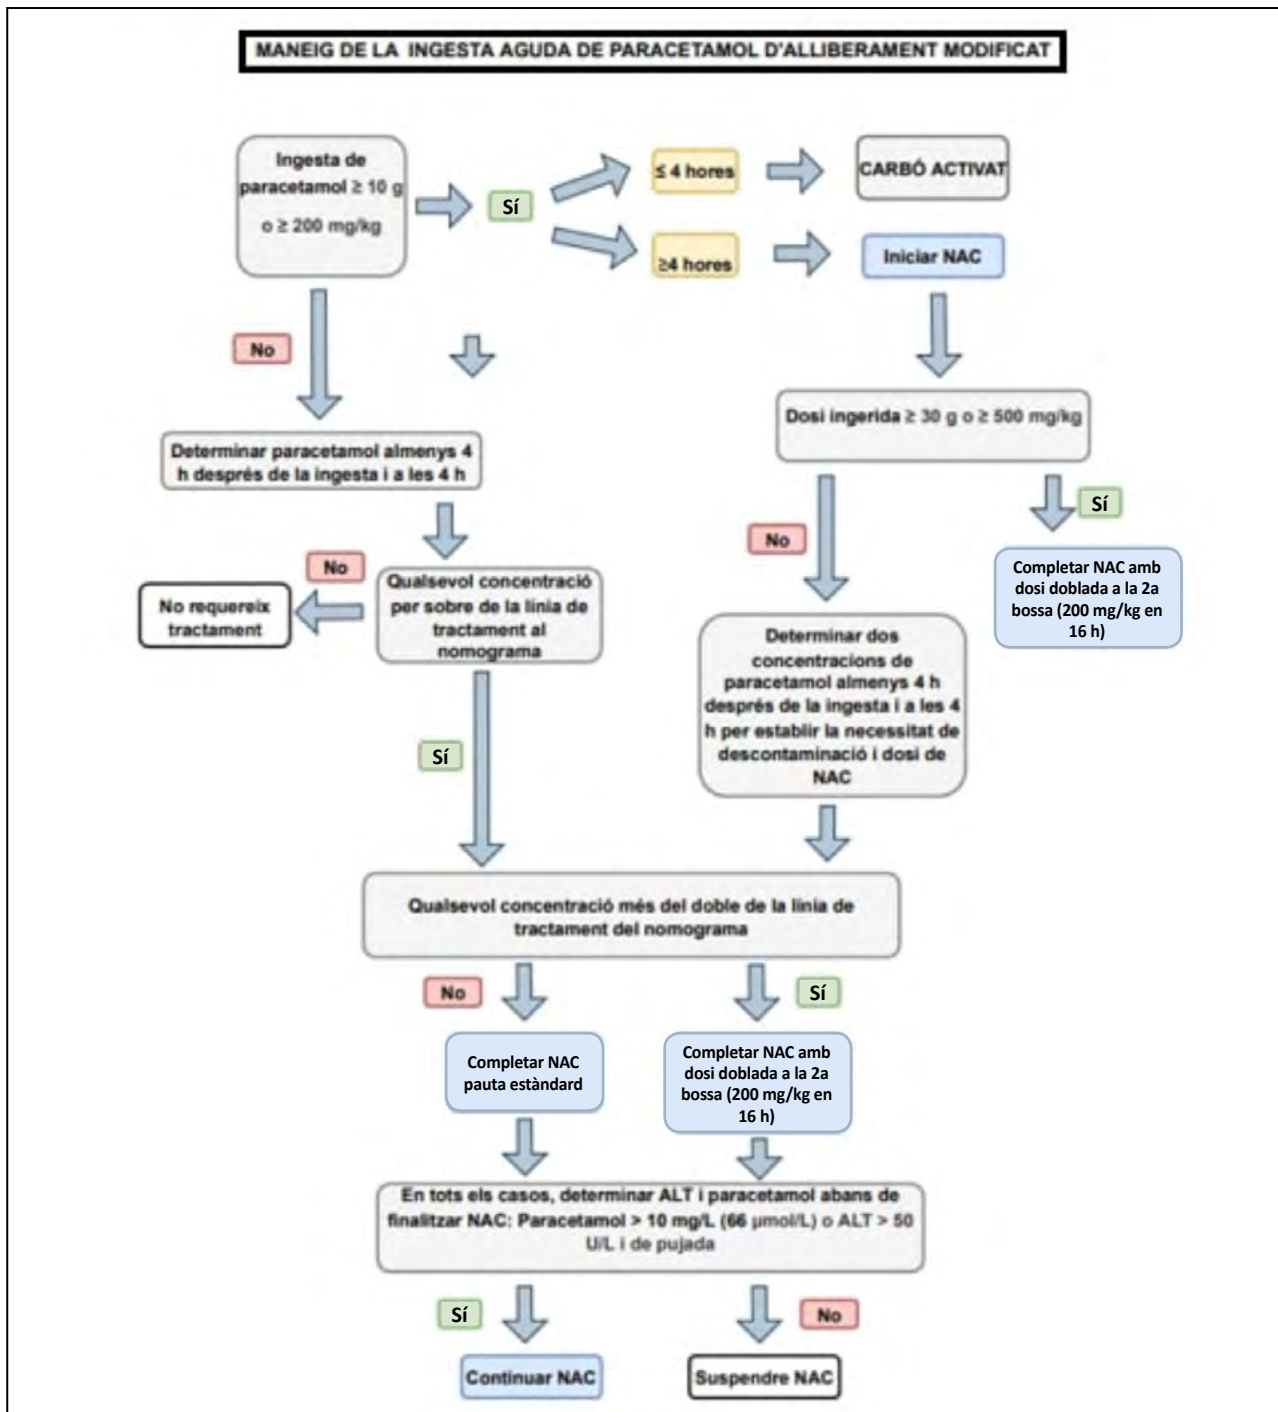 MANEIG DE LA INGESTA AGUDA DE PARACETAMOL D'ALLIBERAMENT MODIFICAT
Ingesta de
paracetamol ≥ 10 g
o ≥ 200 mg/kg
Sí
≤ 4 hores
CARBÓ ACTIVAT
≥4 hores
Iniciar NAC
No
Dosi ingerida ≥ 30 g o ≥ 500 mg/kg
Determinar paracetamol almenys 4
h després de la ingesta i a les 4 h
No
Sí
Completar NAC amb
dosi doblada a la 2a
bossa (200 mg/kg en
16 h)
No
No requereix
tractament
Qualsevol concentració
per sobre de la línia de
tractament al
nomograma
Determinar dos
concentracions de
paracetamol almenys 4 h
després de la ingesta i a les 4
h per establir la necessitat de
descontaminació i dosi de
NAC
Sí
Qualsevol concentració més del doble de la línia de
tractament del nomograma
No
Sí
Completar NAC
pauta estàndard
Completar NAC amb
dosi doblada a la 2a
bossa (200 mg/kg en
16 h)
En tots els casos, determinar ALT i paracetamol abans de
finalitzar NAC: Paracetamol > 10 mg/L (66 µmol/L) o ALT > 50
U/L i de pujada
Sí
No
Continuar NAC
Suspendre NAC